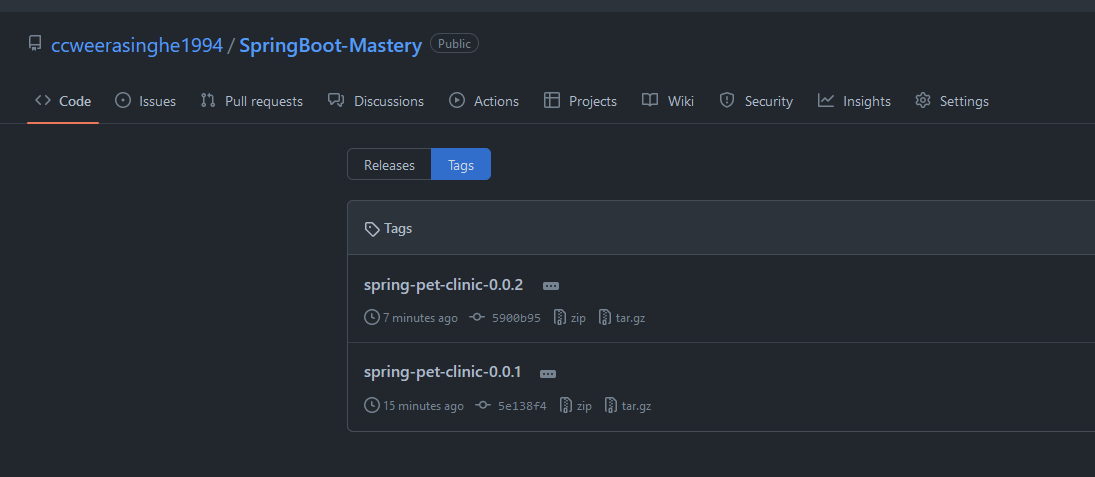 ccweerasinghe1994 / SpringBoot-Mastery Public
Code Issues Pull requests Discussions Actions Projects Wiki Security Insights Settings
Releases Tags
Tags
spring-pet-clinic-0.0.2
7 minutes ago 5900b95 zip tar.gz
spring-pet-clinic-0.0.1
15 minutes ago 5e138f4 zip tar.gz